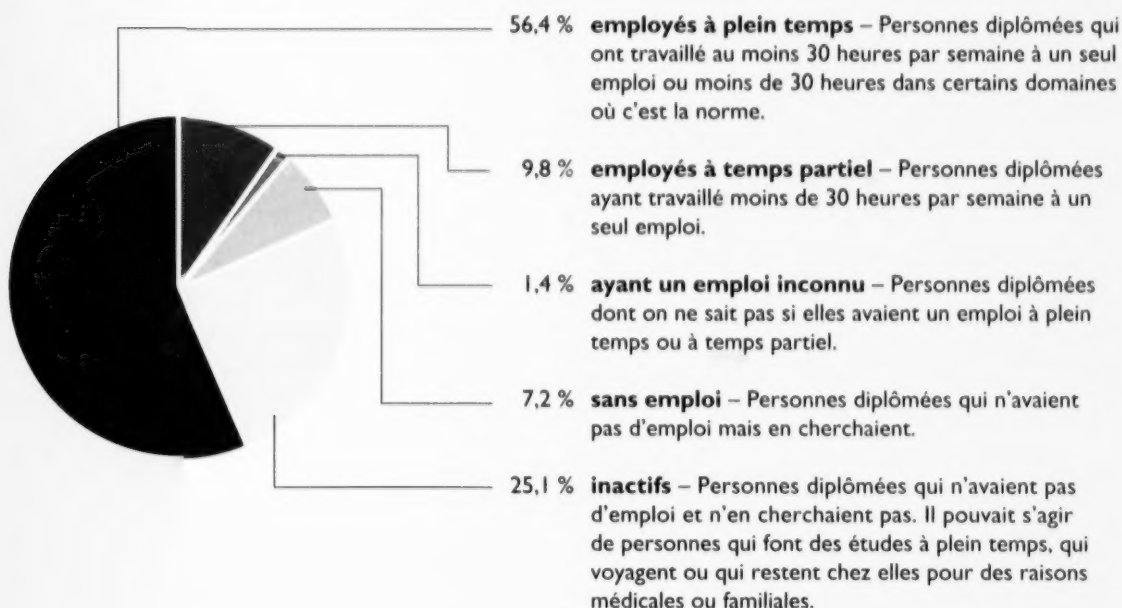 56,4 % employés à plein temps – Personnes diplômées qui
ont travaillé au moins 30 heures par semaine à un seul
emploi ou moins de 30 heures dans certains domaines
où c'est la norme.
9,8 % employés à temps partiel – Personnes diplômées
ayant travaillé moins de 30 heures par semaine à un
seul emploi.
1,4 % ayant un emploi inconnu – Personnes diplômées
dont on ne sait pas si elles avaient un emploi à plein
temps ou à temps partiel.
7,2 % sans emploi – Personnes diplômées qui n'avaient
pas d'emploi mais en cherchaient.
25,1 % inactifs – Personnes diplômées qui n'avaient pas
d'emploi et n'en cherchaient pas. Il pouvait s'agir
de personnes qui font des études à plein temps, qui
voyagent ou qui restent chez elles pour des raisons
médicales ou familiales.